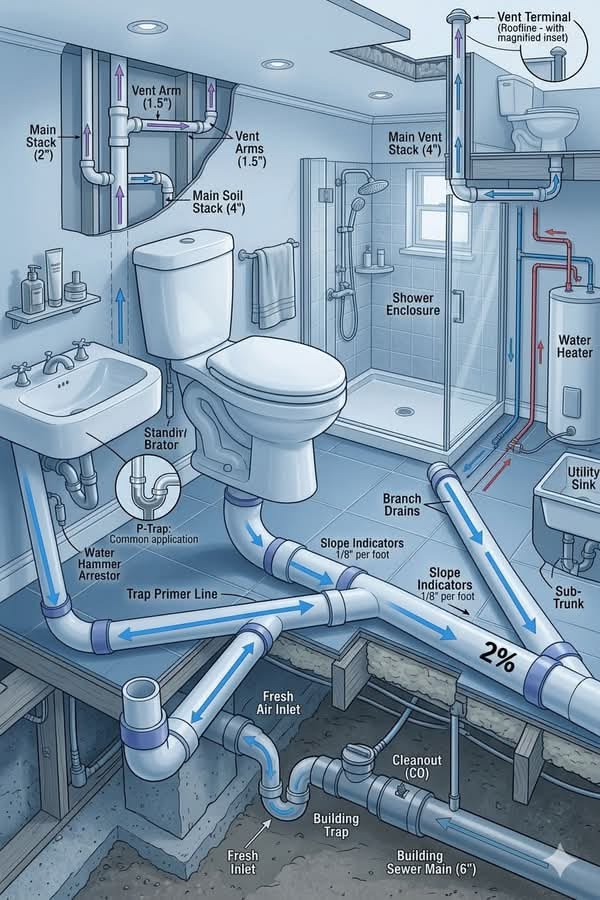 Vent Terminal
(Roofline - with
magnified inset)
Vent Arm
(1.5")
Main
Stack
(2")
Vent
Arms
(1.5")
Main Vent
Stack (4")
Main Soil
Stack (4")
Shower
Enclosure
Water
Heater
Standir/
Brator
Utility
Sink
P-Trap:
Common application
Branch
Drains
Water
Hammer
Arrestor
Slope Indicators
1/8" per foot
Slope
Indicators
1/8" per foot
Trap Primer Line
Sub-
Trunk
2%
Fresh
Air Inlet
Cleanout
(CO)
Building
Trap
Fresh
Inlet
Building
Sewer Main (6")